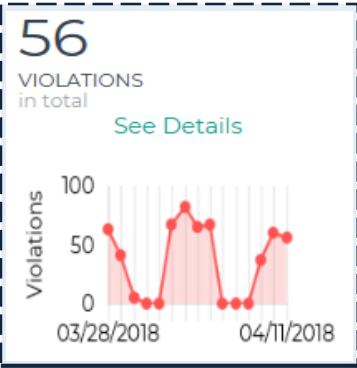 56
VIOLATIONS
in total
See Details
Violations
100
50
0
03/28/2018 04/11/2018